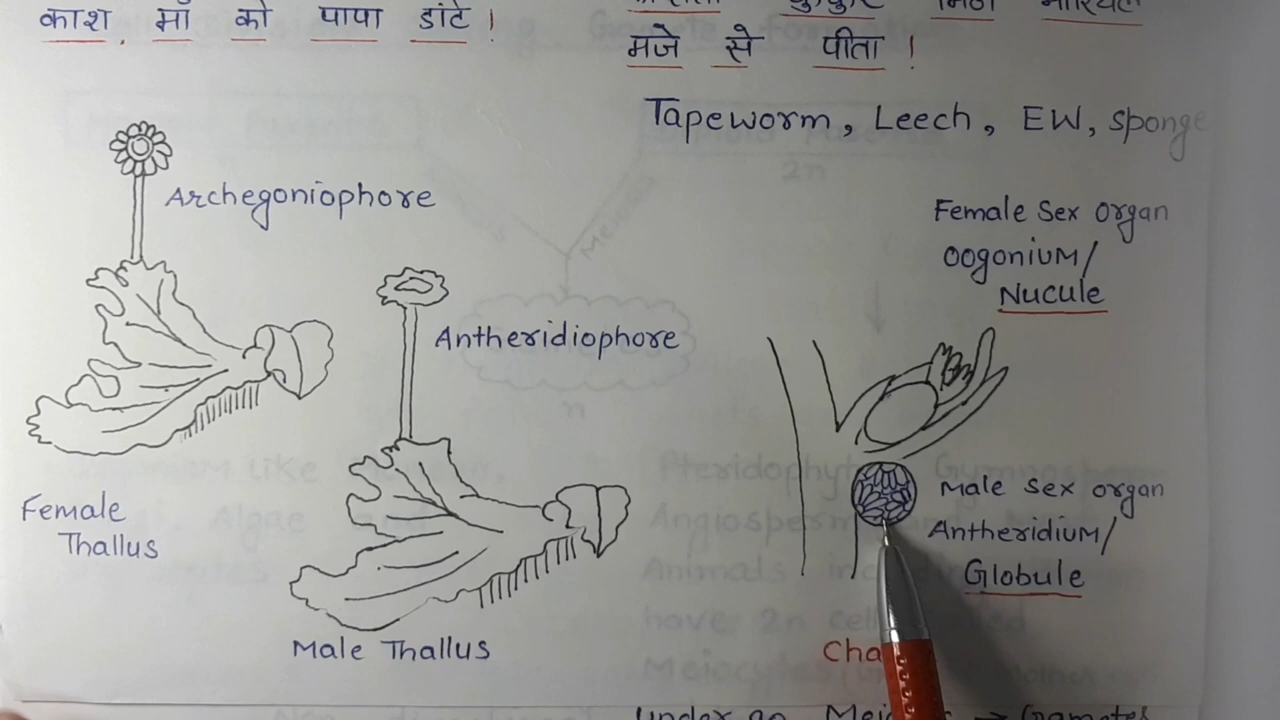 काश, माँ को पापा डांटे !
मजे से पीता !
Tapeworm, Leech, EW, Sponge
Archegoniophore
Female Sex Organ
Oogonium/
Nucule
Antheridiophore
Male Sex Organ
Antheridium/
Globule
Female
Thallus
Male Thallus
Cha